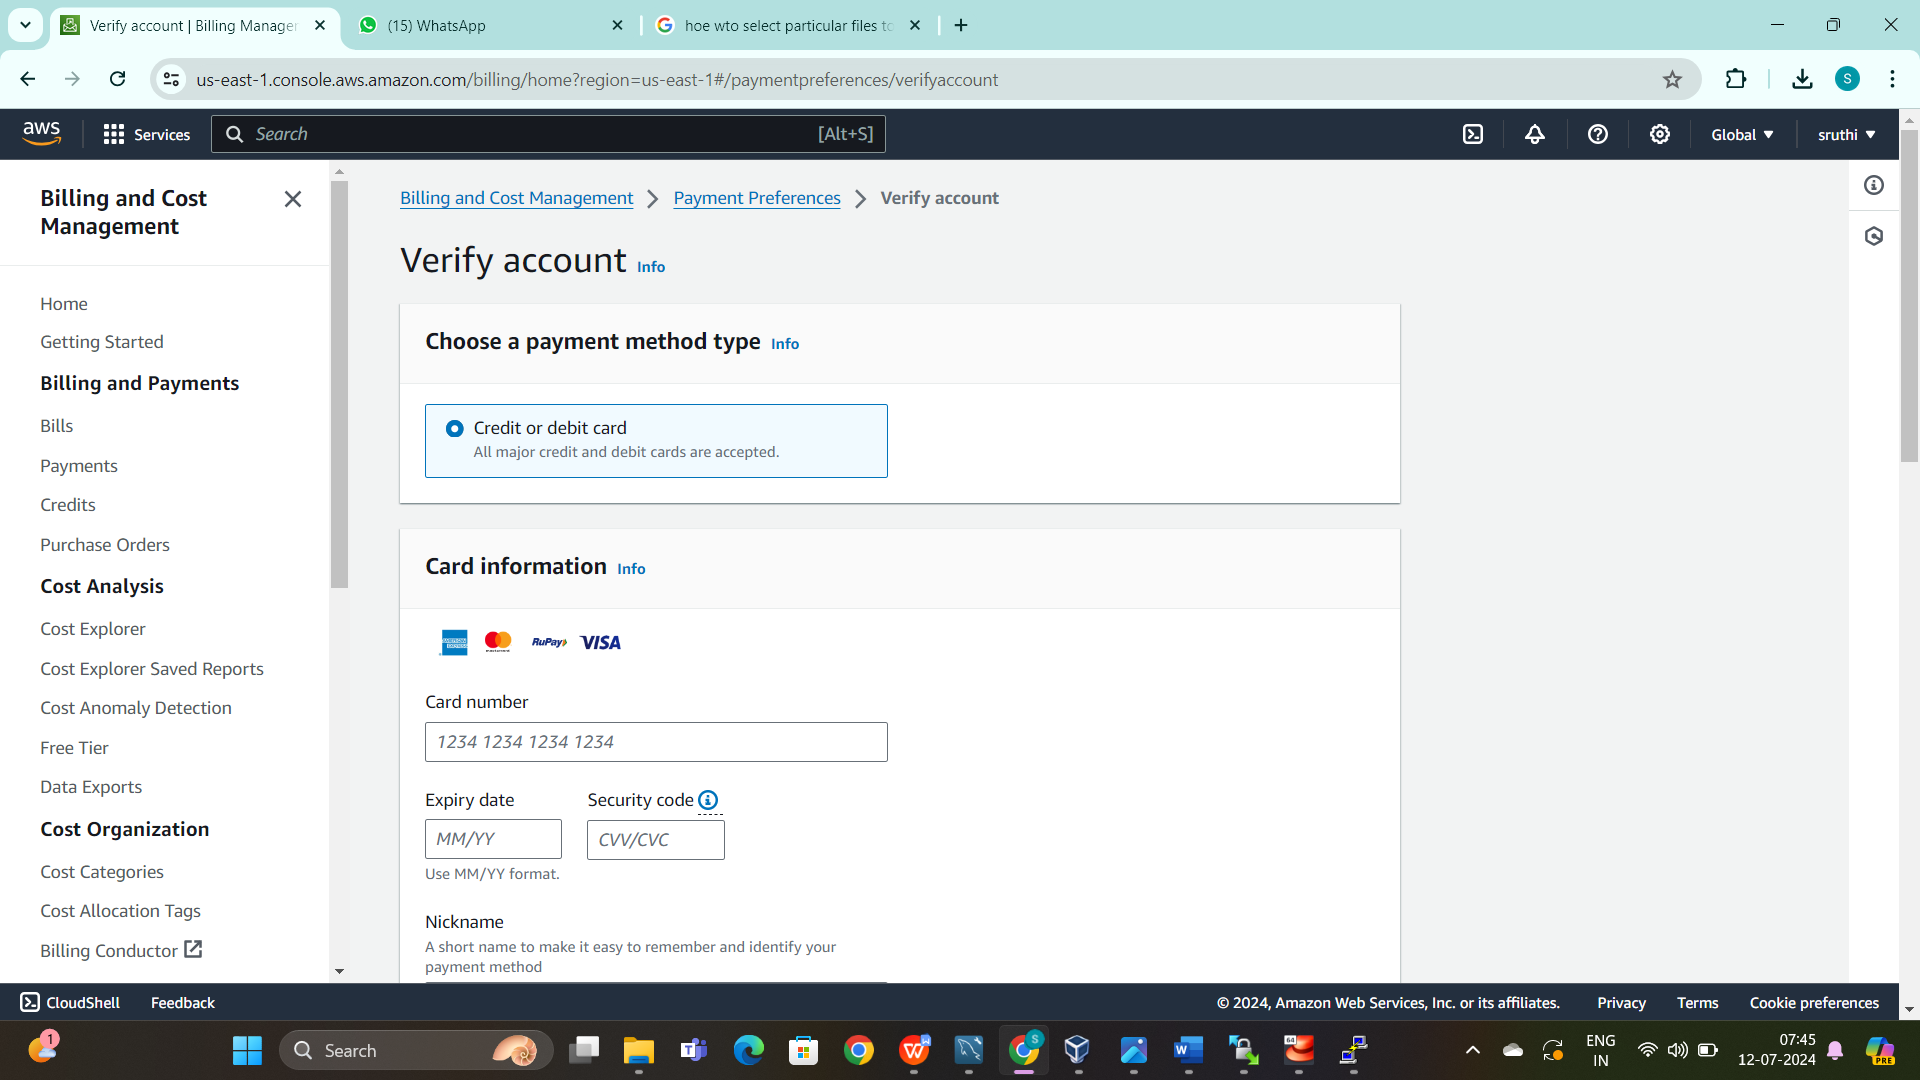 Verify account | Billing Manager
(15) WhatsApp
hoe wto select particular files to
us-east-1.console.aws.amazon.com/billing/home?region=us-east-1#/paymentpreferences/verifyaccount
S
aws
Services
Search
[Alt+S]
Global
sruthi
Billing and Cost
Management
Home
Getting Started
Billing and Payments
Bills
Payments
Credits
Purchase Orders
Cost Analysis
Cost Explorer
Cost Explorer Saved Reports
Cost Anomaly Detection
Free Tier
Data Exports
Cost Organization
Cost Categories
Cost Allocation Tags
Billing Conductor
Billing and Cost Management > Payment Preferences > Verify account
Verify account Info
Choose a payment method type Info
Credit or debit card
All major credit and debit cards are accepted.
Card information Info
RuPay VISA
Card number
1234 1234 1234 1234
Expiry date
Security code
MM/YY
CVV/CVC
Use MM/YY format.
Nickname
A short name to make it easy to remember and identify your
payment method
CloudShell
Feedback
© 2024, Amazon Web Services, Inc. or its affiliates.
Privacy
Terms
Cookie preferences
1
Search
S
64
ENG
IN
07:45
12-07-2024
PRE